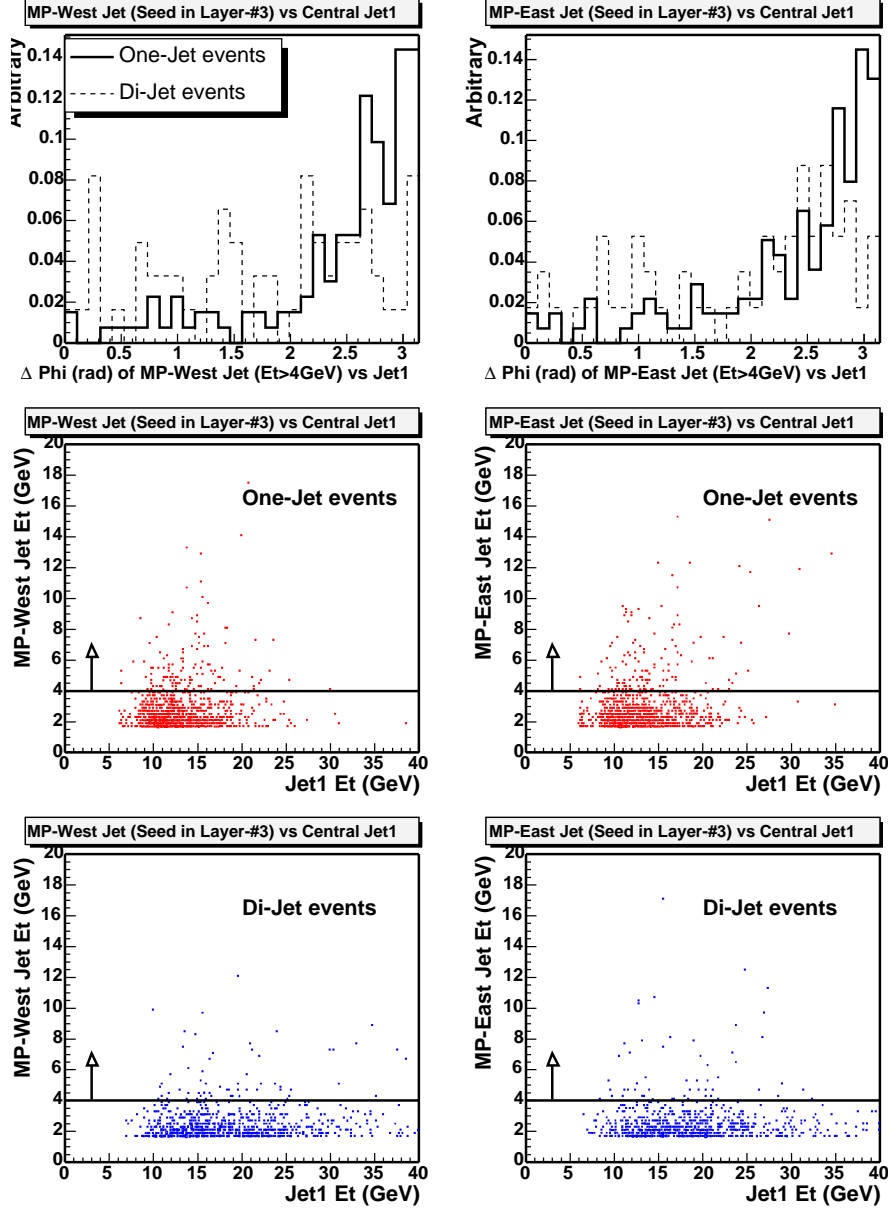 MP-West Jet (Seed in Layer-#3) vs Central Jet1
Arbitrary
0.14
0.12
0.1
0.08
0.06
0.04
0.02
0
One-Jet events
Di-Jet events
0 0.5 1 1.5 2 2.5 3
Δ Phi (rad) of MP-West Jet (Et>4GeV) vs Jet1
MP-East Jet (Seed in Layer-#3) vs Central Jet1
Arbitrary
0.14
0.12
0.1
0.08
0.06
0.04
0.02
0
0 0.5 1 1.5 2 2.5 3
Δ Phi (rad) of MP-East Jet (Et>4GeV) vs Jet1
MP-West Jet (Seed in Layer-#3) vs Central Jet1
MP-West Jet Et (GeV)
20
18
16
14
12
10
8
6
4
2
0
One-Jet events
0 5 10 15 20 25 30 35 40
Jet1 Et (GeV)
MP-East Jet (Seed in Layer-#3) vs Central Jet1
MP-East Jet Et (GeV)
20
18
16
14
12
10
8
6
4
2
0
One-Jet events
0 5 10 15 20 25 30 35 40
Jet1 Et (GeV)
MP-West Jet (Seed in Layer-#3) vs Central Jet1
MP-West Jet Et (GeV)
20
18
16
14
12
10
8
6
4
2
0
Di-Jet events
0 5 10 15 20 25 30 35 40
Jet1 Et (GeV)
MP-East Jet (Seed in Layer-#3) vs Central Jet1
MP-East Jet Et (GeV)
20
18
16
14
12
10
8
6
4
2
0
Di-Jet events
0 5 10 15 20 25 30 35 40
Jet1 Et (GeV)